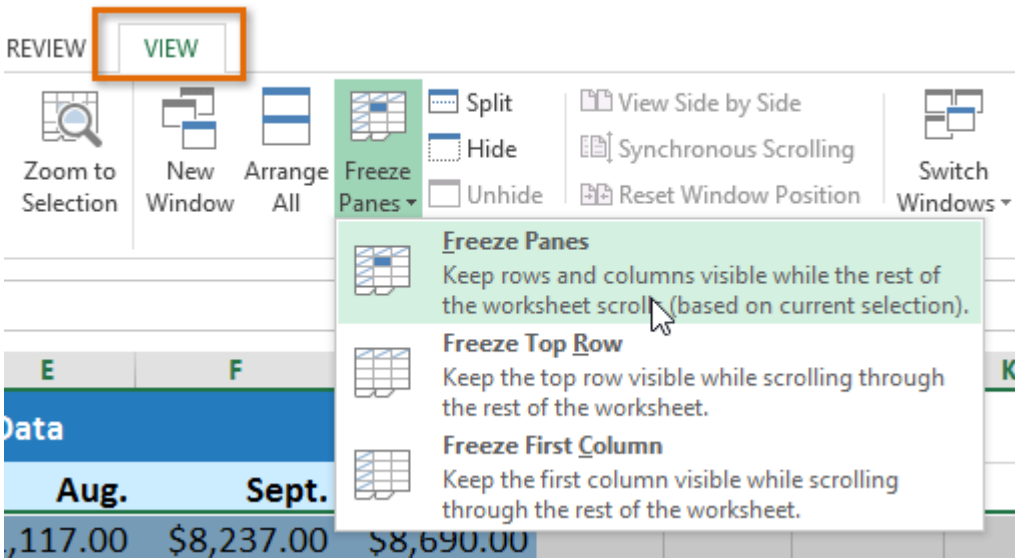 REVIEW VIEW
Split View Side by Side
Hide Synchronous Scrolling
Zoom to New Arrange Freeze Switch
Selection Window All Panes Unhide Reset Window Position Windows
Freeze Panes
Keep rows and columns visible while the rest of
the worksheet scrolls (based on current selection).
Freeze Top Row
Keep the top row visible while scrolling through
the rest of the worksheet.
Freeze First Column
Keep the first column visible while scrolling
through the rest of the worksheet.
E F K
Data
Aug. Sept.
,117.00 $8,237.00 $8,690.00